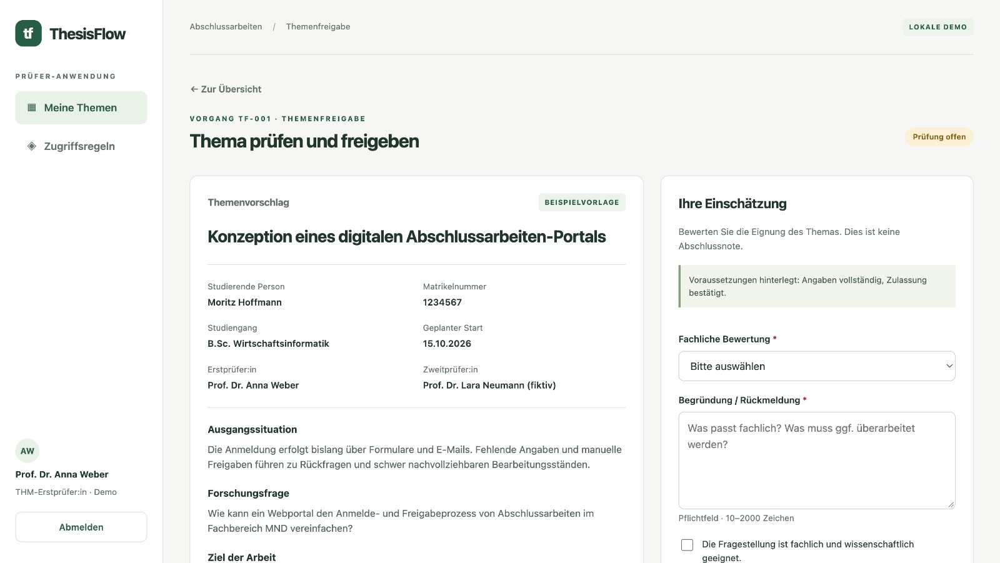 tf ThesisFlow
PRÜFER-ANWENDUNG
Meine Themen
Zugriffsregeln
AW
Prof. Dr. Anna Weber
THM-Erstprüfer:in · Demo
Abmelden
Abschlussarbeiten / Themenfreigabe
LOKALE DEMO
← Zur Übersicht
VORGANG TF-001 · THEMENFREIGABE
Thema prüfen und freigeben
Prüfung offen
Themenvorschlag
BEISPIELVORLAGE
Konzeption eines digitalen Abschlussarbeiten-Portals
Studierende Person
Moritz Hoffmann
Matrikelnummer
1234567
Studiengang
B.Sc. Wirtschaftsinformatik
Geplanter Start
15.10.2026
Erstprüfer:in
Prof. Dr. Anna Weber
Zweitprüfer:in
Prof. Dr. Lara Neumann (fiktiv)
Ausgangssituation
Die Anmeldung erfolgt bislang über Formulare und E-Mails. Fehlende Angaben und manuelle
Freigaben führen zu Rückfragen und schwer nachvollziehbaren Bearbeitungsständen.
Forschungsfrage
Wie kann ein Webportal den Anmelde- und Freigabeprozess von Abschlussarbeiten im
Fachbereich MND vereinfachen?
Ziel der Arbeit
Ihre Einschätzung
Bewerten Sie die Eignung des Themas. Dies ist keine
Abschlussnote.
Voraussetzungen hinterlegt: Angaben vollständig, Zulassung
bestätigt.
Fachliche Bewertung *
Bitte auswählen
Begründung / Rückmeldung *
Was passt fachlich? Was muss ggf. überarbeitet
werden?
Pflichtfeld · 10–2000 Zeichen
Die Fragestellung ist fachlich und wissenschaftlich
geeignet.